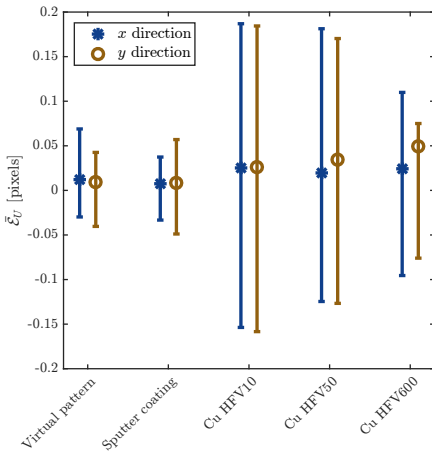 0.2
x direction
y direction
0.15
0.1
0.05
0
-0.05
-0.1
-0.15
-0.2
Ē_U [pixels]
Virtual pattern
Sputter coating
Cu HFV10
Cu HFV50
Cu HFV600